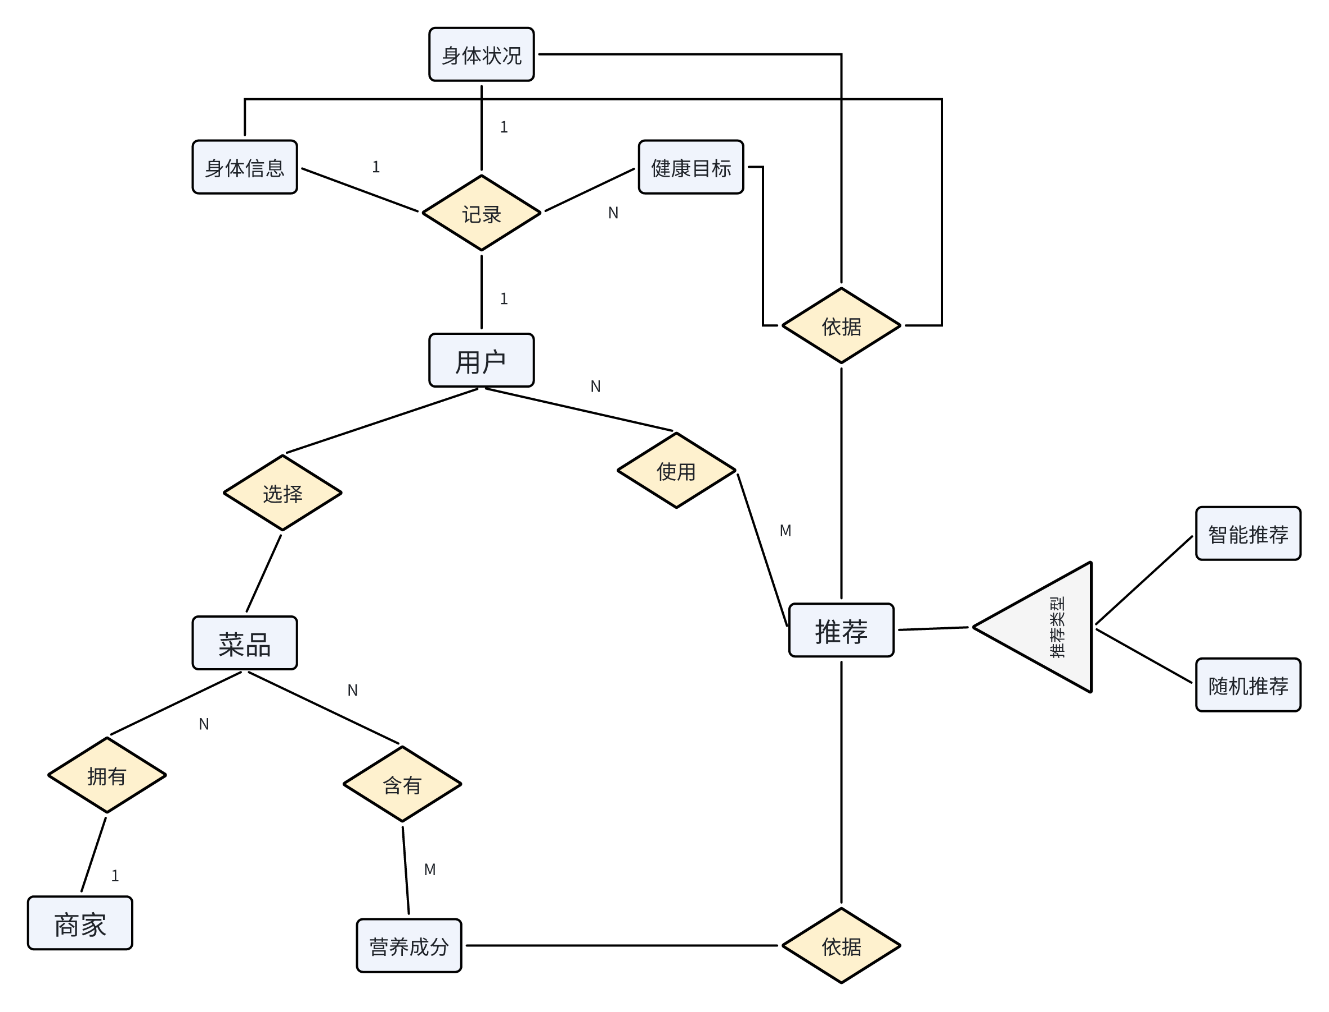 身体状况
1
身体信息
1
健康目标
记录
N
1
依据
用户
N
使用
选择
M
智能推荐
推荐
推荐类型
菜品
随机推荐
N
N
拥有
含有
1
M
商家
营养成分
依据